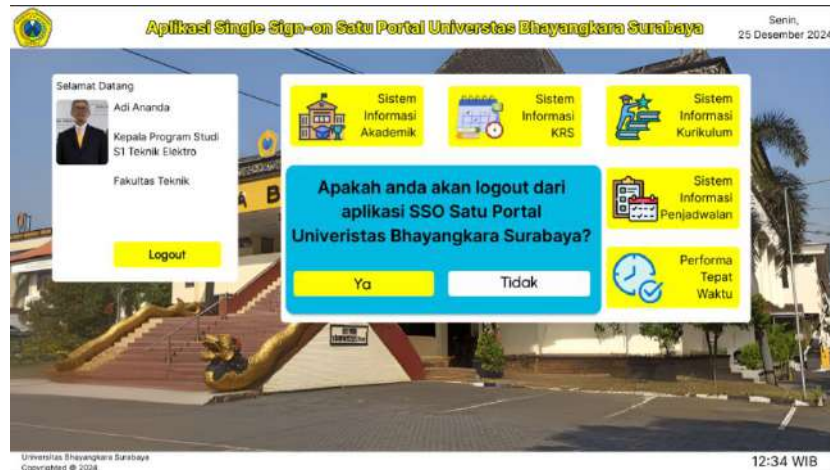 Aplikasi Single Sign-on Satu Portal Universtas Bhayangkara Surabaya
Senin,
25 Desember 2024
Selamat Datang
Adi Ananda
Kepala Program Studi
S1 Teknik Elektro
Fakultas Teknik
Logout
Sistem
Informasi
Akademik
Sistem
Informasi
KRS
Sistem
Informasi
Kurikulum
Apakah anda akan logout dari
aplikasi SSO Satu Portal
Univeristas Bhayangkara Surabaya?
Ya
Tidak
Sistem
Informasi
Penjadwalan
Performa
Tepat
Waktu
Universitas Bhayangkara Surabaya
Copyrighted @ 2024
12:34 WIB